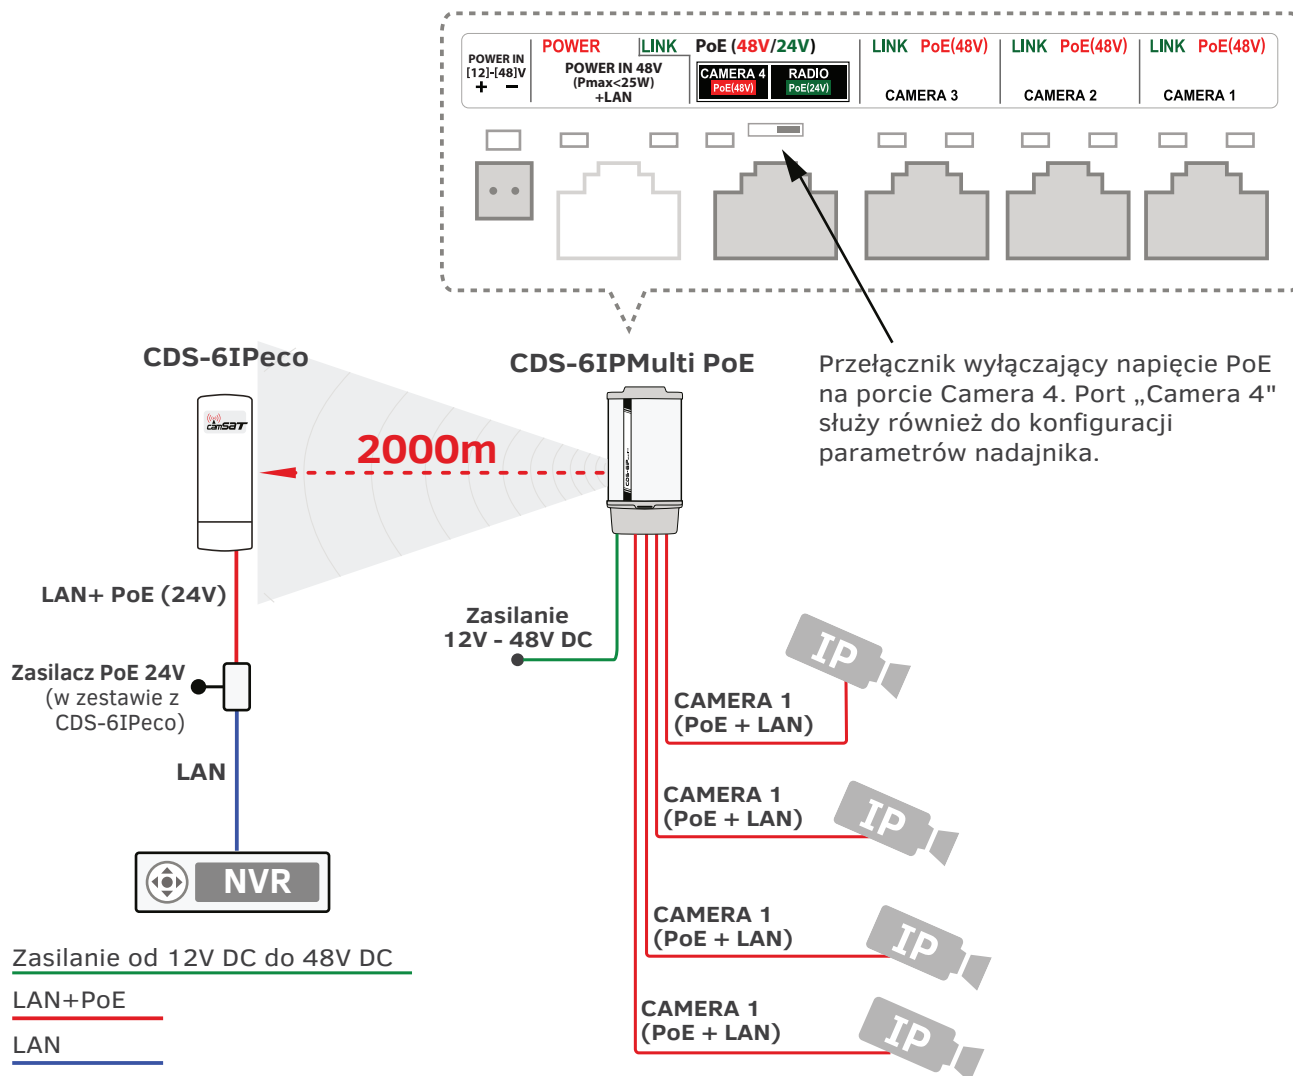 POWER IN
[12]-[48]V
+ −
POWER LINK
POWER IN 48V
(Pmax<25W)
+LAN
PoE (48V/24V)
CAMERA 4
PoE(48V)
RADIO
PoE(24V)
LINK PoE(48V)
CAMERA 3
LINK PoE(48V)
CAMERA 2
LINK PoE(48V)
CAMERA 1
CDS-6IPeco
CDS-6IPMulti PoE
Przełącznik wyłączający napięcie PoE
na porcie Camera 4. Port „Camera 4"
służy również do konfiguracji
parametrów nadajnika.
camSAT
2000m
LAN+ PoE (24V)
Zasilanie
12V - 48V DC
Zasilacz PoE 24V
(w zestawie z
CDS-6IPeco)
LAN
NVR
IP
CAMERA 1
(PoE + LAN)
IP
CAMERA 1
(PoE + LAN)
IP
CAMERA 1
(PoE + LAN)
IP
CAMERA 1
(PoE + LAN)
Zasilanie od 12V DC do 48V DC
LAN+PoE
LAN